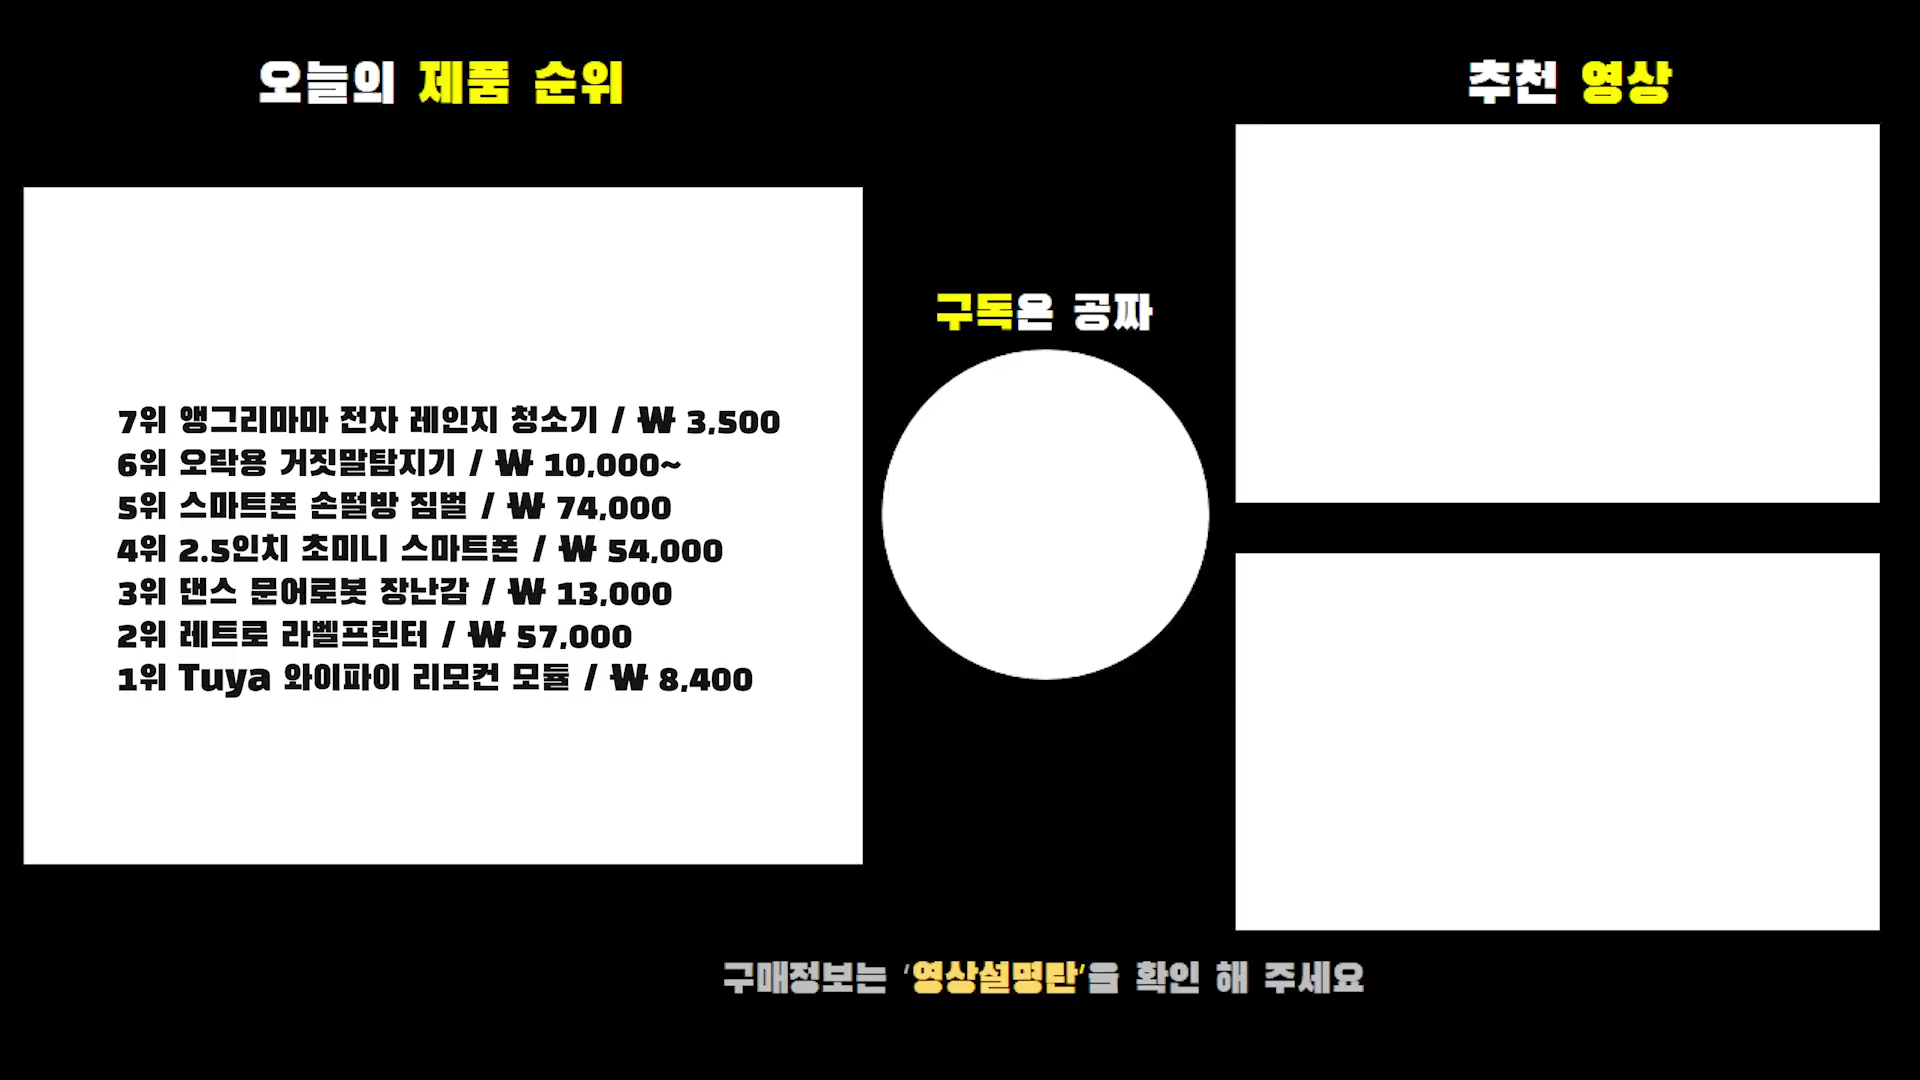 오늘의 제품 순위
7위 앵그리마마 전자 레인지 청소기 / ₩ 3,500
6위 오락용 거짓말탐지기 / ₩ 10,000~
5위 스마트폰 손떨방 짐벌 / ₩ 74,000
4위 2.5인치 초미니 스마트폰 / ₩ 54,000
3위 댄스 문어로봇 장난감 / ₩ 13,000
2위 레트로 라벨프린터 / ₩ 57,000
1위 Tuya 와이파이 리모컨 모듈 / ₩ 8,400
구독은 공짜
추천 영상
구매정보는 '영상설명란'을 확인 해 주세요